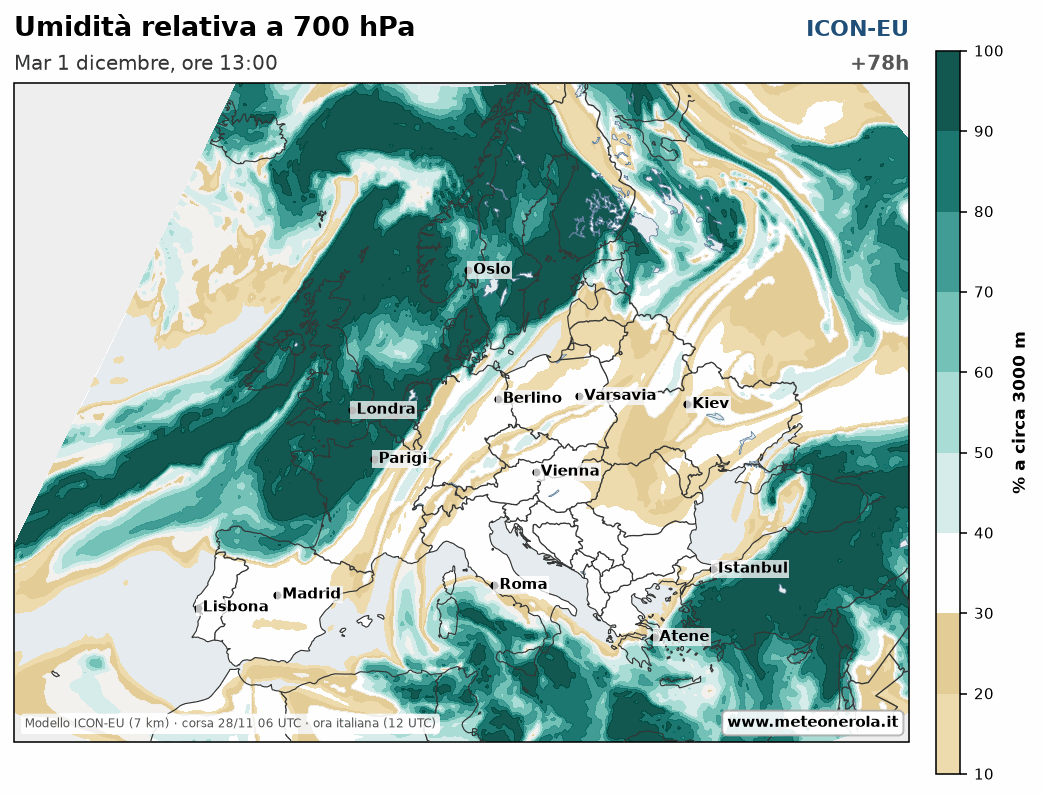 Umidità relativa a 700 hPa
ICON-EU
Mar 1 dicembre, ore 13:00
+78h
100
90
80
70
60
50
40
30
20
10
% a circa 3000 m
Oslo
Londra
Berlino
Varsavia
Kiev
Parigi
Vienna
Istanbul
Roma
Madrid
Lisbona
Atene
Modello ICON-EU (7 km) · corsa 28/11 06 UTC · ora italiana (12 UTC)
www.meteonerola.it